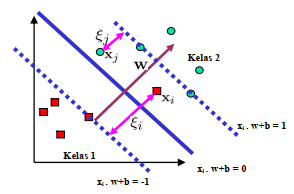 ξj
xj
w
Kelas 2
xi
ξi
xi . w+b = 1
Kelas 1
xi . w+b = 0
xi . w+b = -1